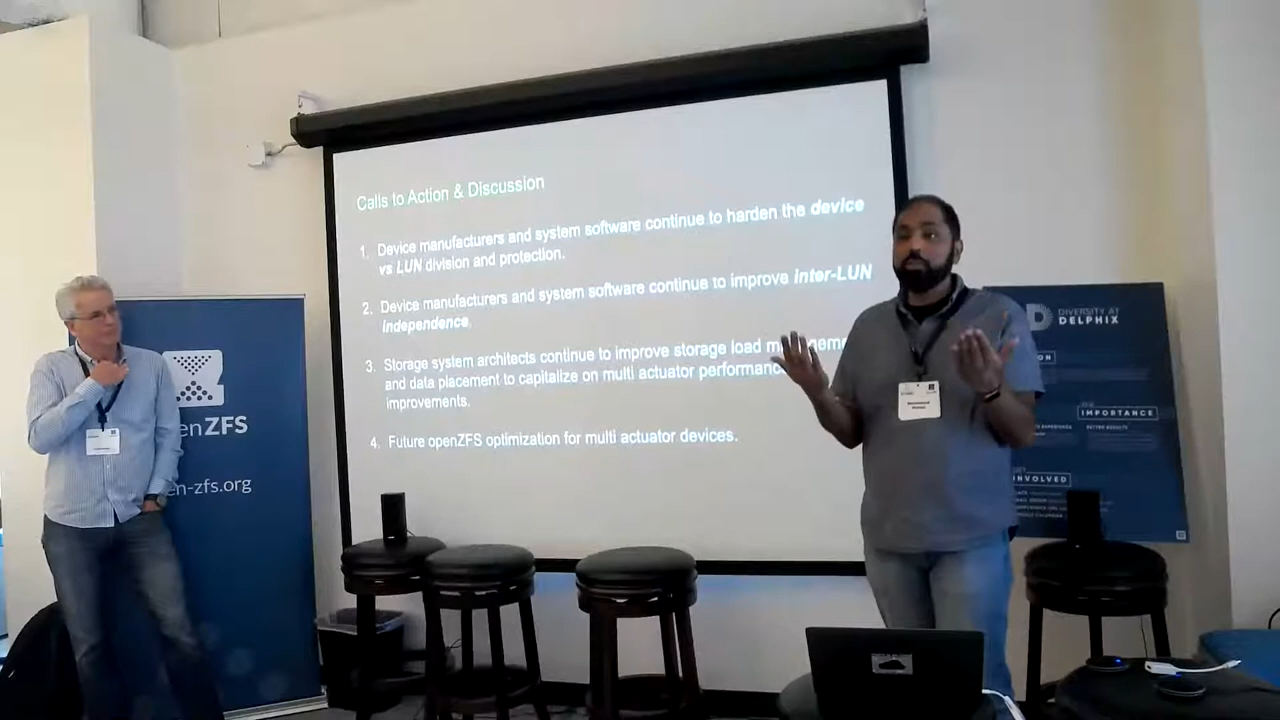 Calls to Action & Discussion
1. Device manufacturers and system software continue to harden the device
vs LUN division and protection.
2. Device manufacturers and system software continue to improve Inter-LUN
independence.
3. Storage system architects continue to improve storage load
and data placement to capitalize on multi actuator
improvements.
4. Future openZFS optimization for multi actuator devices.
enZFS
en-zfs.org
DIVERSITY AT
DELPHIX
IMPORTANCE
BETTER RESULTS
INVOLVED